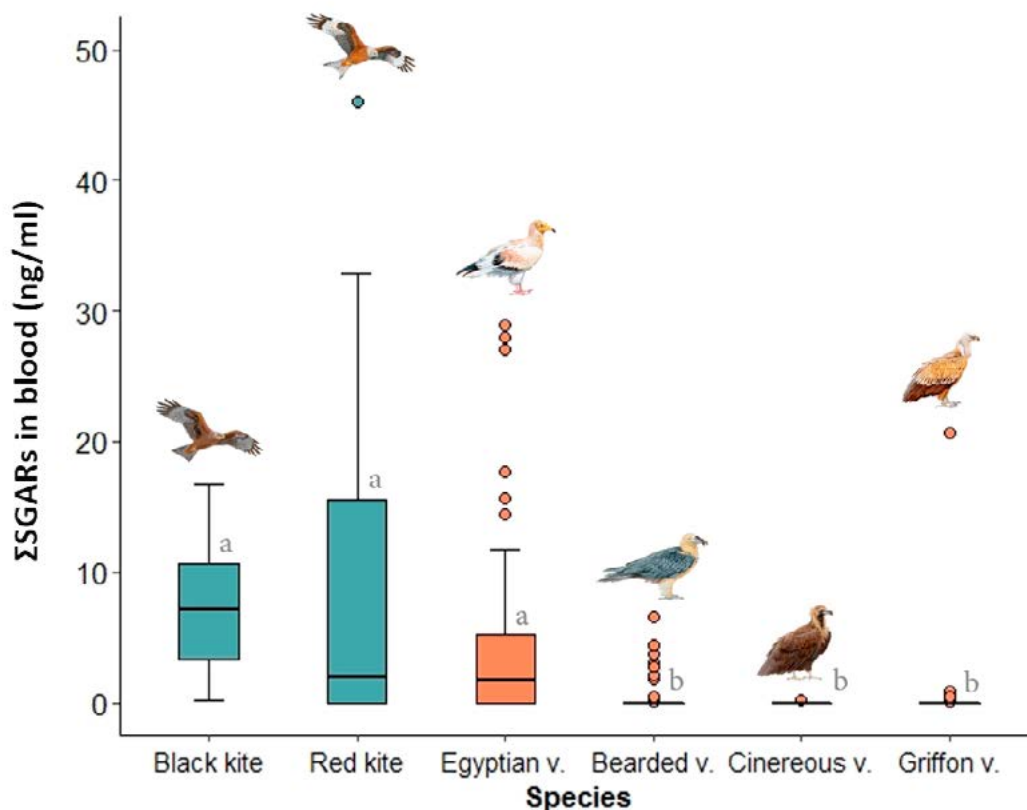 ΣSGARs in blood (ng/ml)
50
40
30
20
10
0
a
a
a
b
b
b
Black kite
Red kite
Egyptian v.
Bearded v.
Cinereous v.
Griffon v.
Species